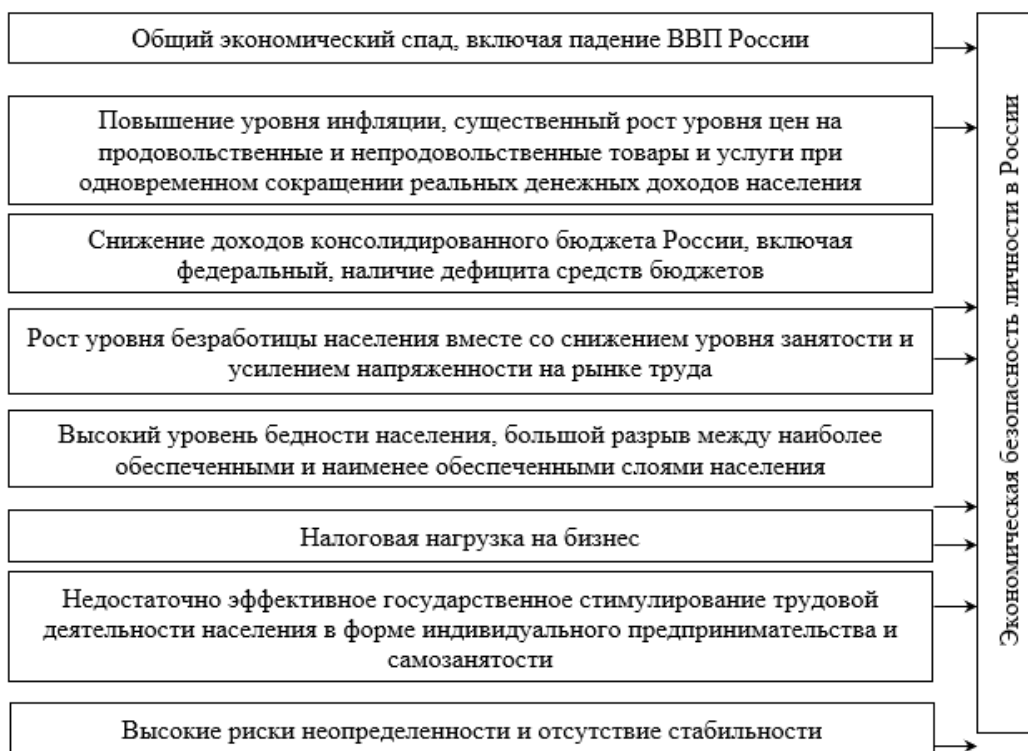 Общий экономический спад, включая падение ВВП России
Повышение уровня инфляции, существенный рост уровня цен на
продовольственные и непродовольственные товары и услуги при
одновременном сокращении реальных денежных доходов населения
Снижение доходов консолидированного бюджета России, включая
федеральный, наличие дефицита средств бюджетов
Рост уровня безработицы населения вместе со снижением уровня занятости и
усилением напряженности на рынке труда
Высокий уровень бедности населения, большой разрыв между наиболее
обеспеченными и наименее обеспеченными слоями населения
Налоговая нагрузка на бизнес
Недостаточно эффективное государственное стимулирование трудовой
деятельности населения в форме индивидуального предпринимательства и
самозанятости
Высокие риски неопределенности и отсутствие стабильности
Экономическая безопасность личности в России